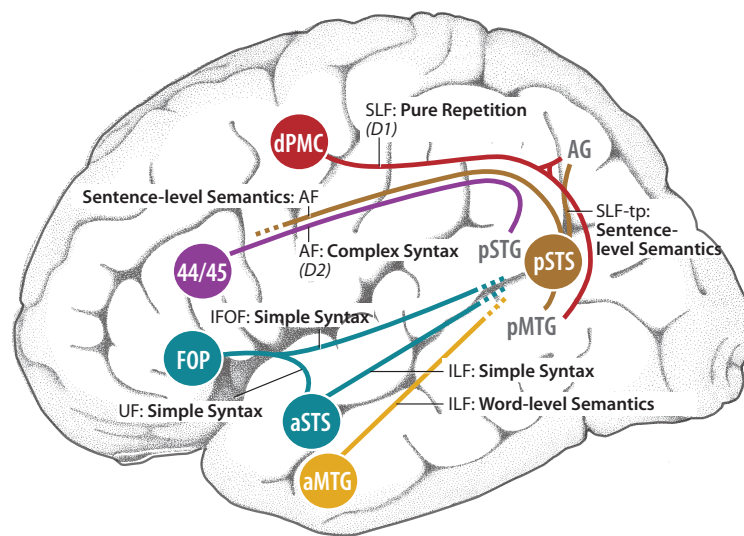 SLF: Pure Repetition
(D1)
dPMC
AG
Sentence-level Semantics: AF
SLF-tp:
Sentence-
level Semantics
AF: Complex Syntax
(D2)
pSTG
pSTS
44/45
IFOF: Simple Syntax
pMTG
FOP
ILF: Simple Syntax
UF: Simple Syntax
aSTS
ILF: Word-level Semantics
aMTG